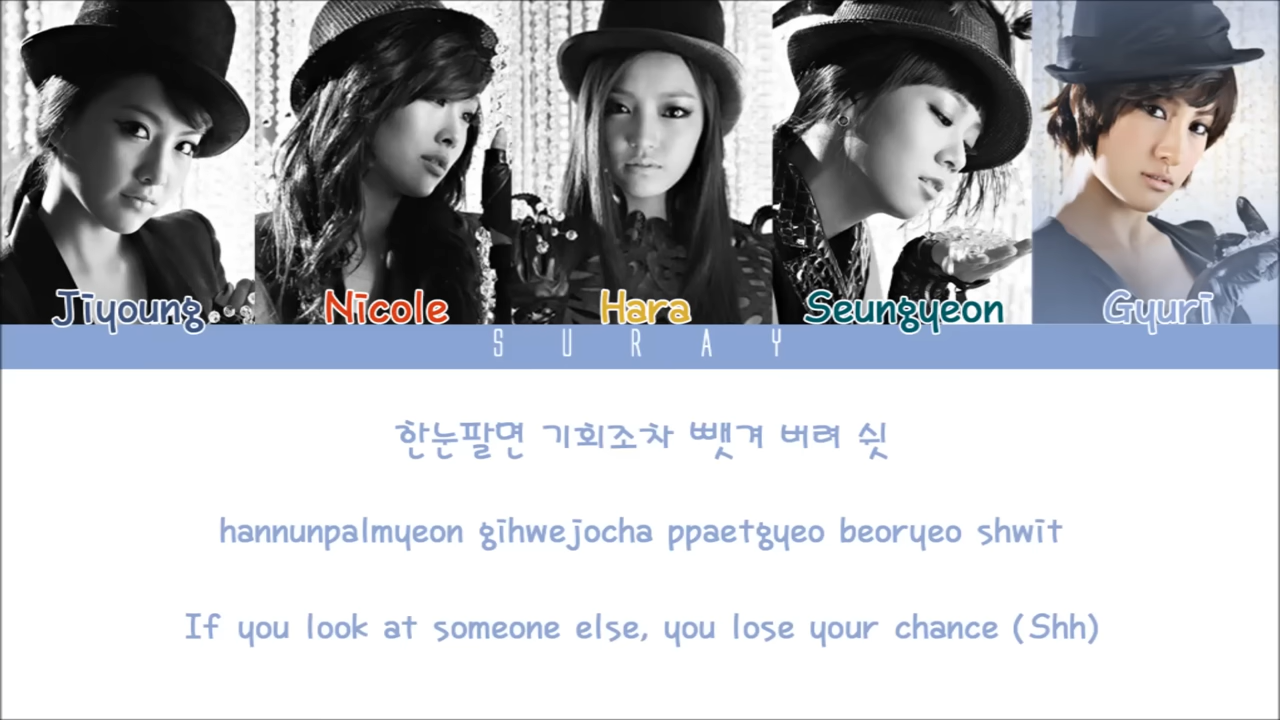 Jiyoung Nicole Hara Seungyeon Gyuri
SURAY
한눈팔면 기회조차 뺏겨 버려 쉿
hannunpalmyeon gihwejocha ppaetgyeo beoryeo shwit
If you look at someone else, you lose your chance (Shh)